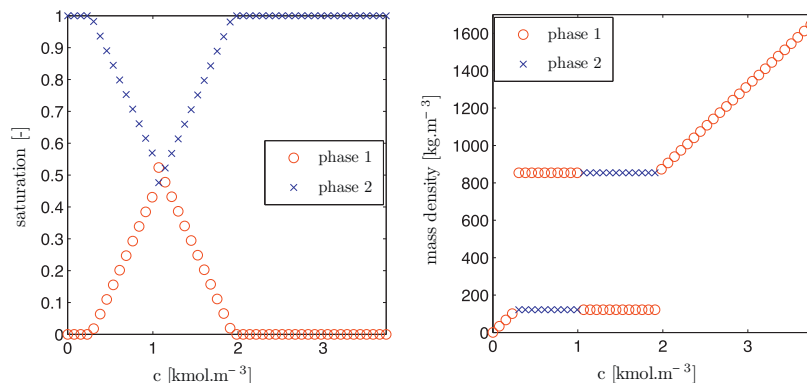 1
0.9
0.8
0.7
0.6
0.5
0.4
0.3
0.2
0.1
0
0 1 2 3
saturation [-]
c [kmol.m⁻³]
phase 1
phase 2
1600
1400
1200
1000
800
600
400
200
0
0 1 2 3
mass density [kg.m⁻³]
c [kmol.m⁻³]
phase 1
phase 2